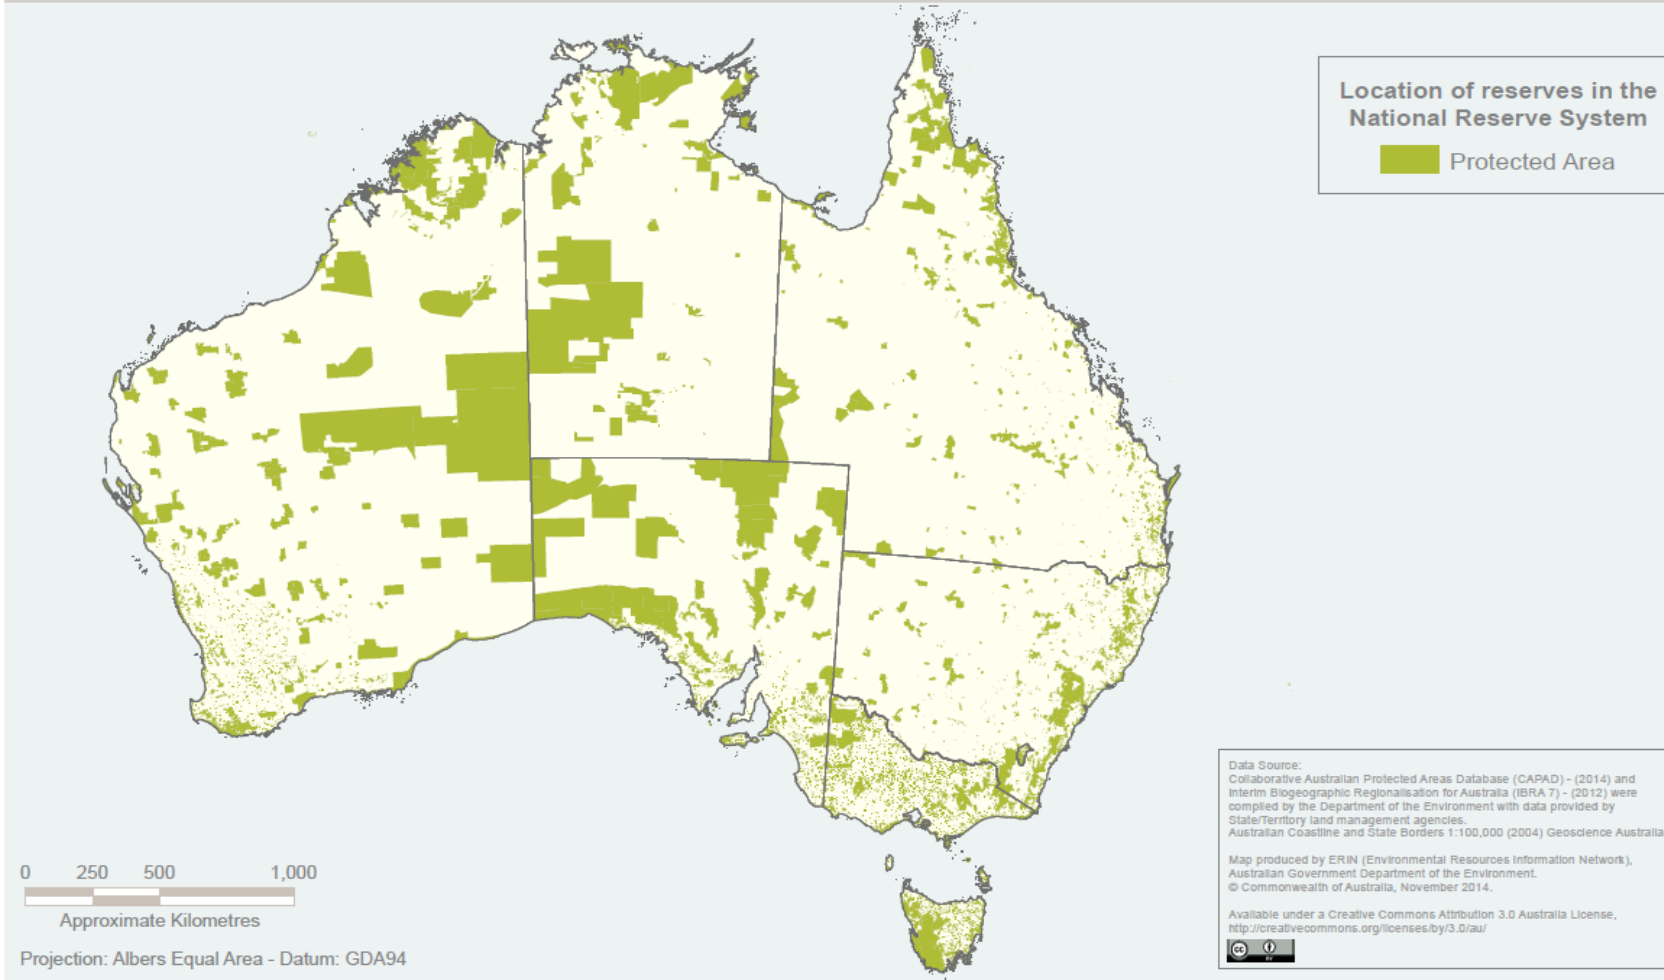 Location of reserves in the
National Reserve System
Protected Area
Data Source:
Collaborative Australian Protected Areas Database (CAPAD) - (2014) and
Interim Biogeographic Regionalisation for Australia (IBRA 7) - (2012) were
compiled by the Department of the Environment with data provided by
State/Territory land management agencies.
Australian Coastline and State Borders 1:100,000 (2004) Geoscience Australia
Map produced by ERIN (Environmental Resources Information Network),
Australian Government Department of the Environment.
© Commonwealth of Australia, November 2014.
Available under a Creative Commons Attribution 3.0 Australia License,
http://creativecommons.org/licenses/by/3.0/au/
cc
BY
0 250 500 1,000
Approximate Kilometres
Projection: Albers Equal Area - Datum: GDA94